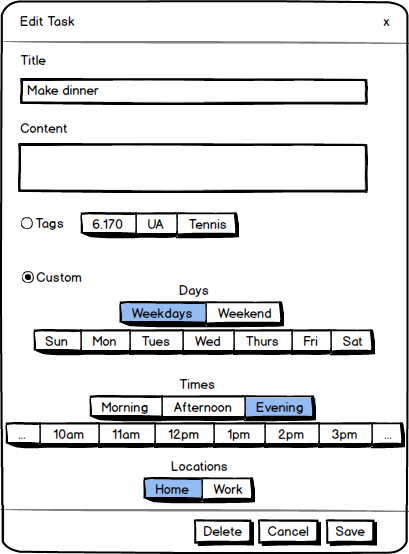 Edit Task x
Title
Make dinner
Content
Tags 6.170 UA Tennis
Custom
Days
Weekdays Weekend
Sun Mon Tues Wed Thurs Fri Sat
Times
Morning Afternoon Evening
... 10am 11am 12pm 1pm 2pm 3pm ...
Locations
Home Work
Delete Cancel Save